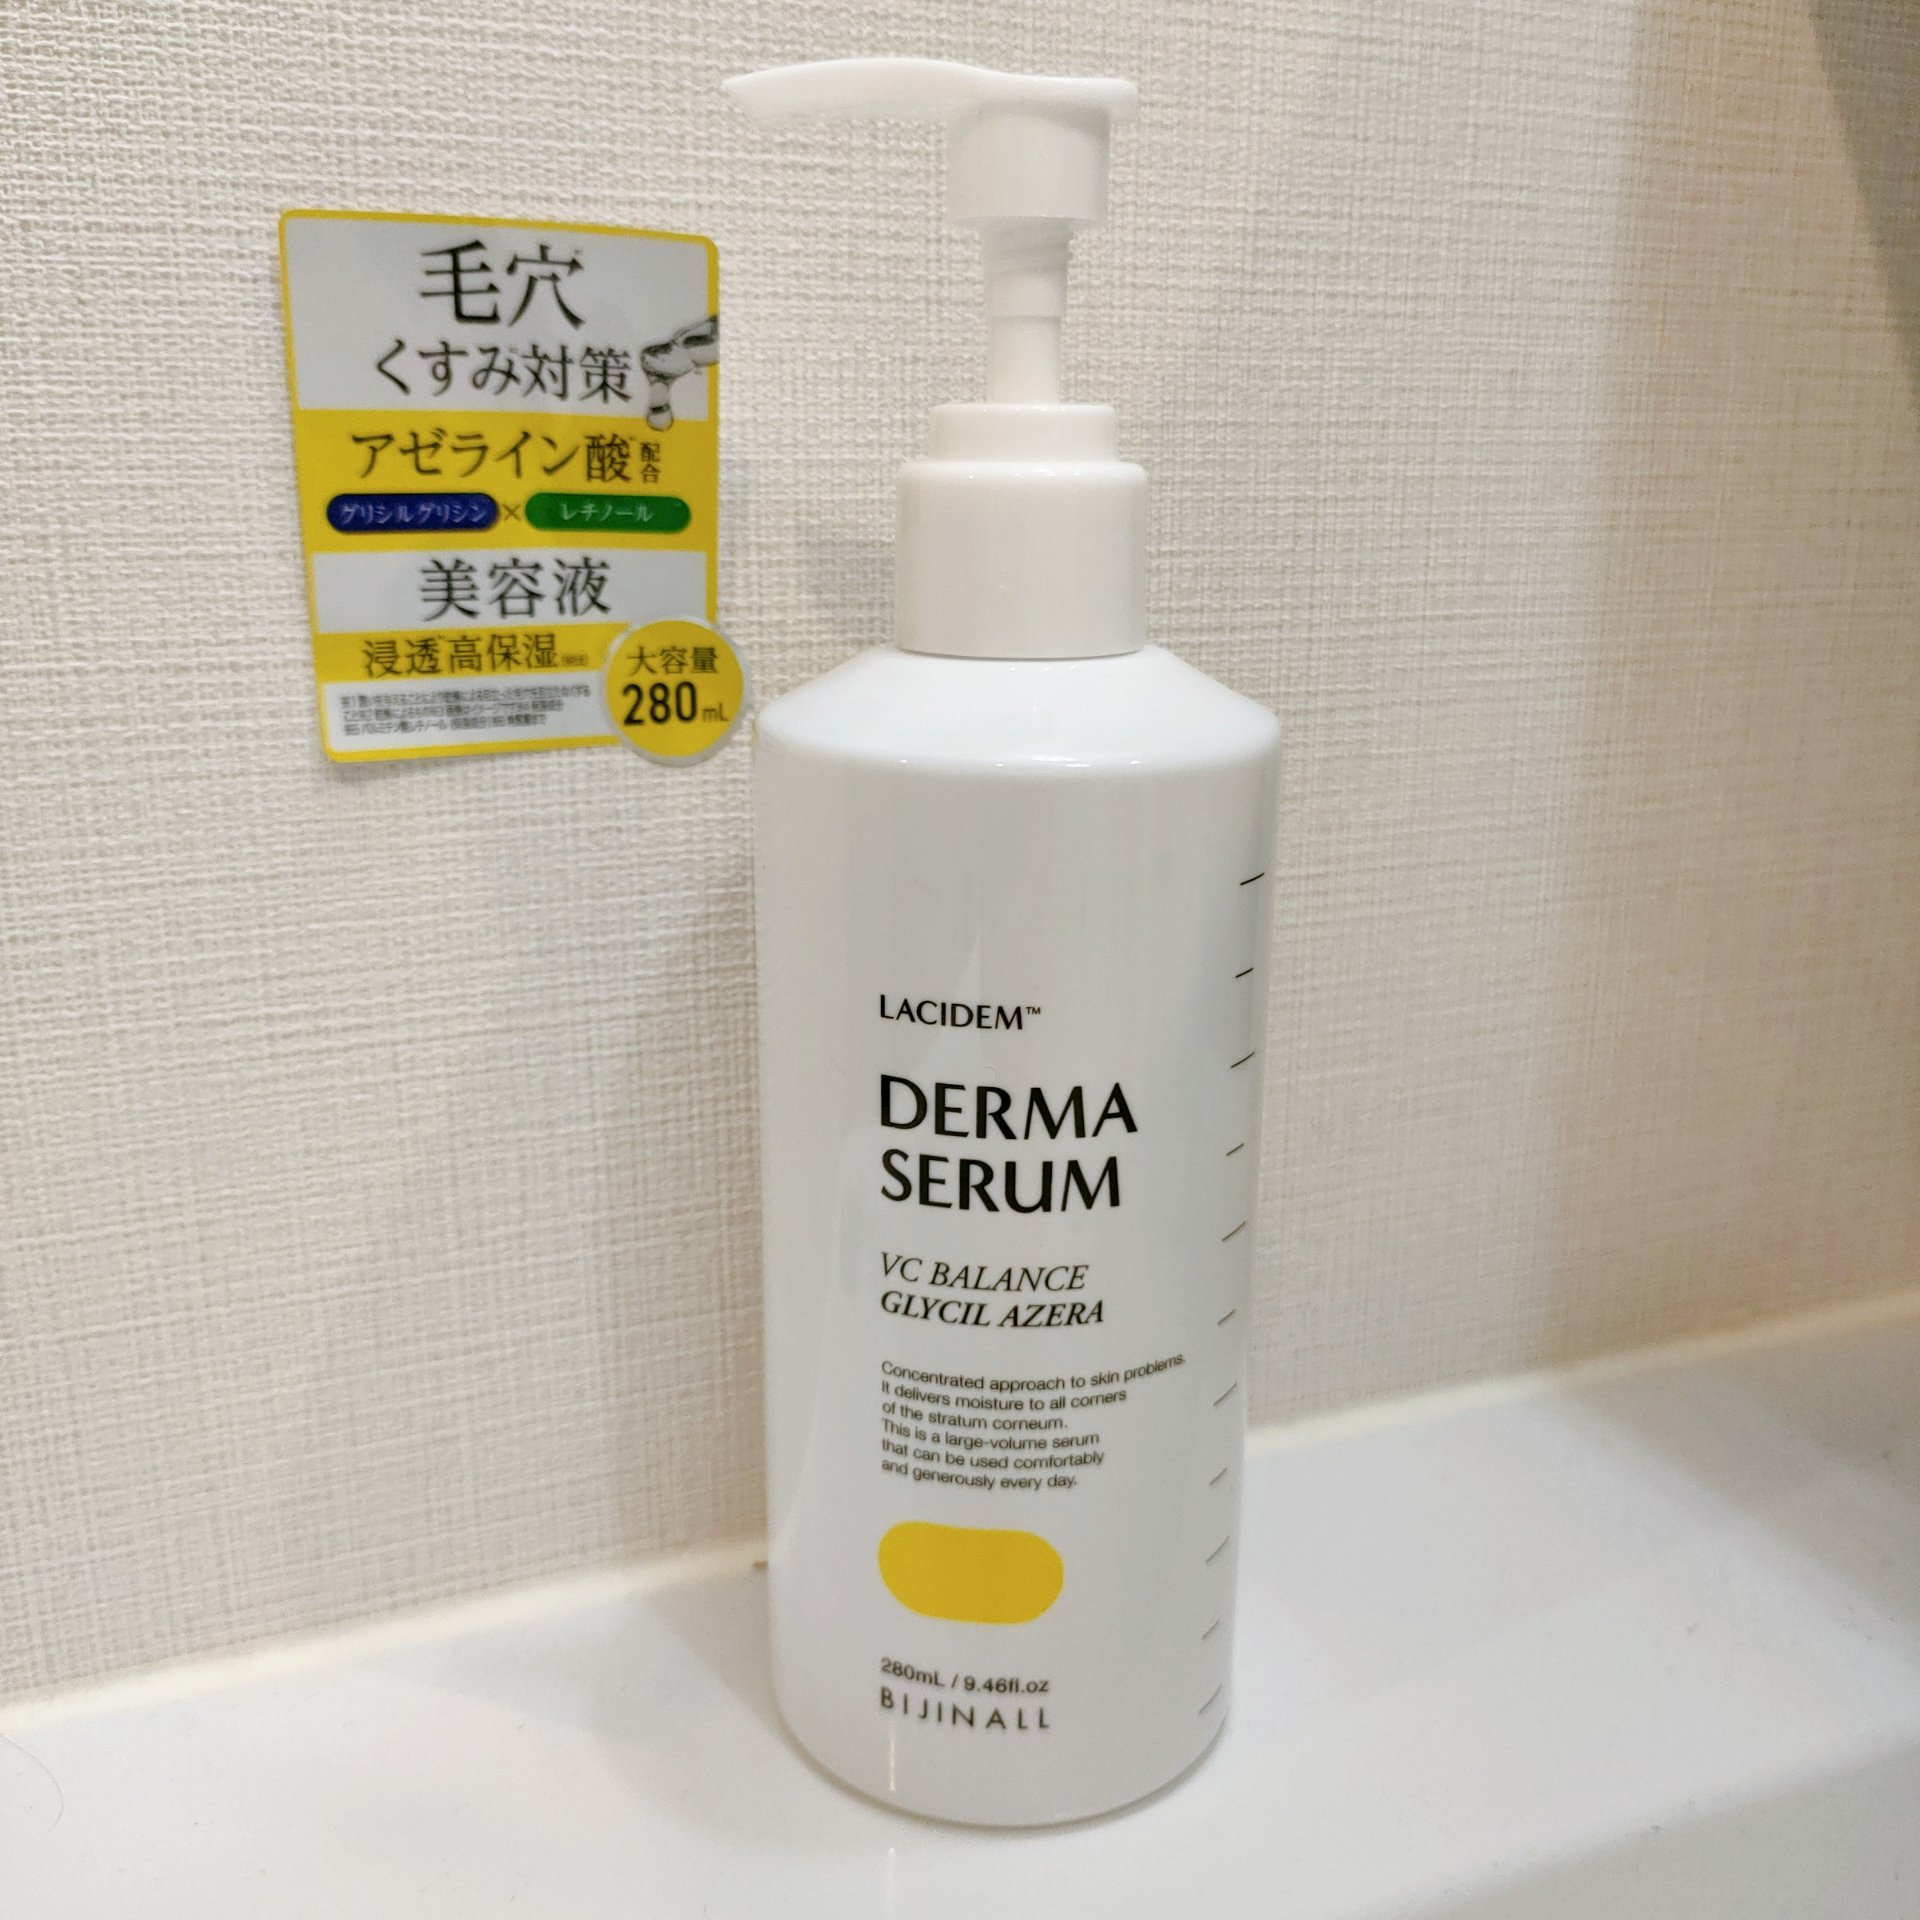 毛穴
くすみ対策
アゼライン酸配合
グリシルグリシン×レチノール
美容液
浸透高保湿
大容量
280mL
LACIDEM™
DERMA
SERUM
VC BALANCE
GLYCIL AZERA
Concentrated approach to skin problems.
It delivers moisture to all corners
of the stratum corneum.
This is a large-volume serum
that can be used comfortably
and generously every day.
280mL / 9.46fl.oz
BIJINALL